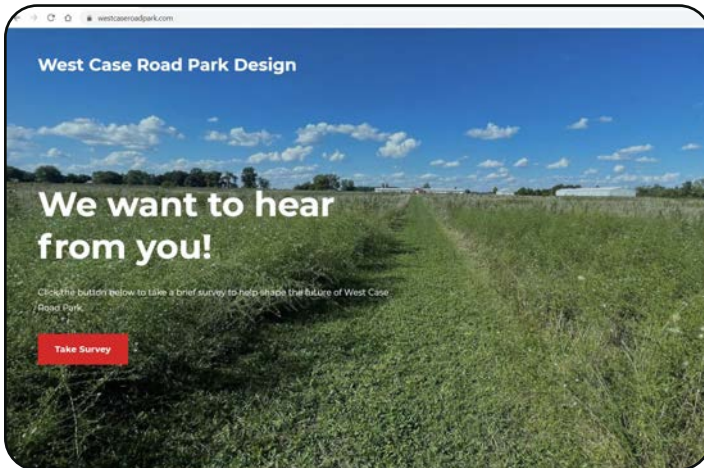 westcaseroadpark.com
West Case Road Park Design
We want to hear
from you!
Click the button below to take a brief survey to help shape the future of West Case
Road Park.
Take Survey